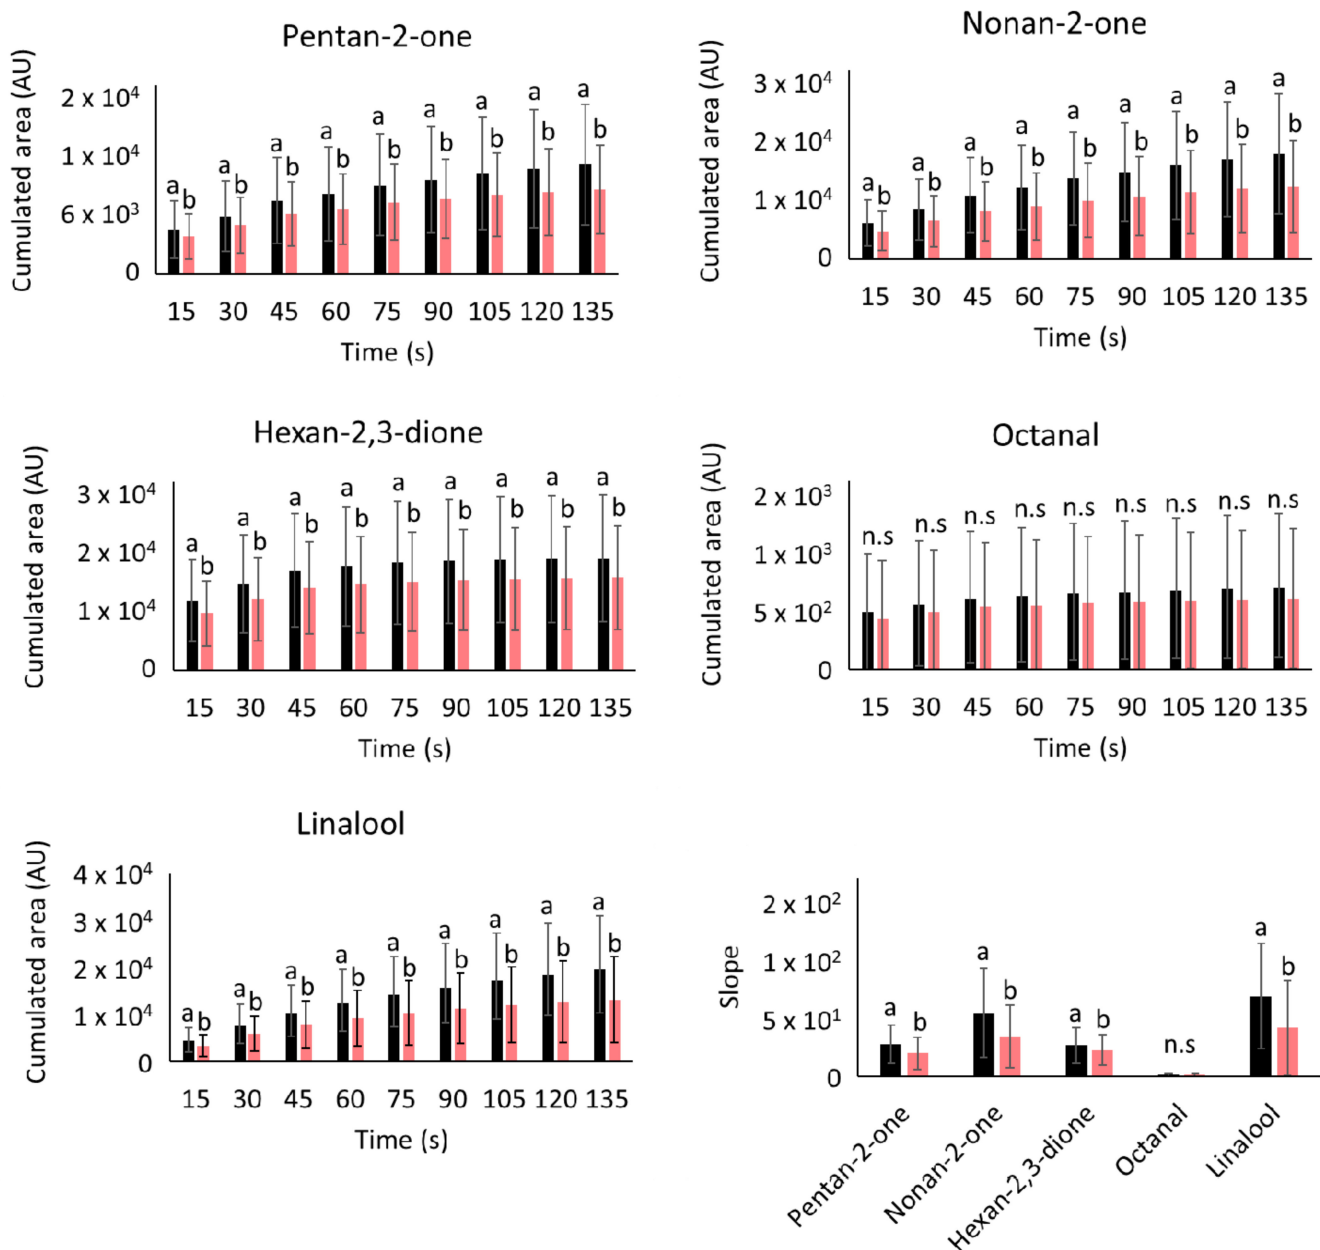 Pentan-2-one
Cumulated area (AU)
2 x 10⁴
1 x 10⁴
6 x 10³
0
a b a b a b a b a b a b a b a b a b
15 30 45 60 75 90 105 120 135
Time (s)
Nonan-2-one
Cumulated area (AU)
3 x 10⁴
2 x 10⁴
1 x 10⁴
0
a b a b a b a b a b a b a b a b a b
15 30 45 60 75 90 105 120 135
Time (s)
Hexan-2,3-dione
Cumulated area (AU)
3 x 10⁴
2 x 10⁴
1 x 10⁴
0
a b a b a b a b a b a b a b a b a b
15 30 45 60 75 90 105 120 135
Time (s)
Octanal
Cumulated area (AU)
2 x 10³
1 x 10³
5 x 10²
0
n.s n.s n.s n.s n.s n.s n.s n.s n.s
15 30 45 60 75 90 105 120 135
Time (s)
Linalool
Cumulated area (AU)
4 x 10⁴
3 x 10⁴
2 x 10⁴
1 x 10⁴
0
a b a b a b a b a b a b a b a b a b
15 30 45 60 75 90 105 120 135
Time (s)
Slope
2 x 10²
1 x 10²
5 x 10¹
0
a b a b a b n.s a b
Pentan-2-one
Nonan-2-one
Hexan-2,3-dione
Octanal
Linalool